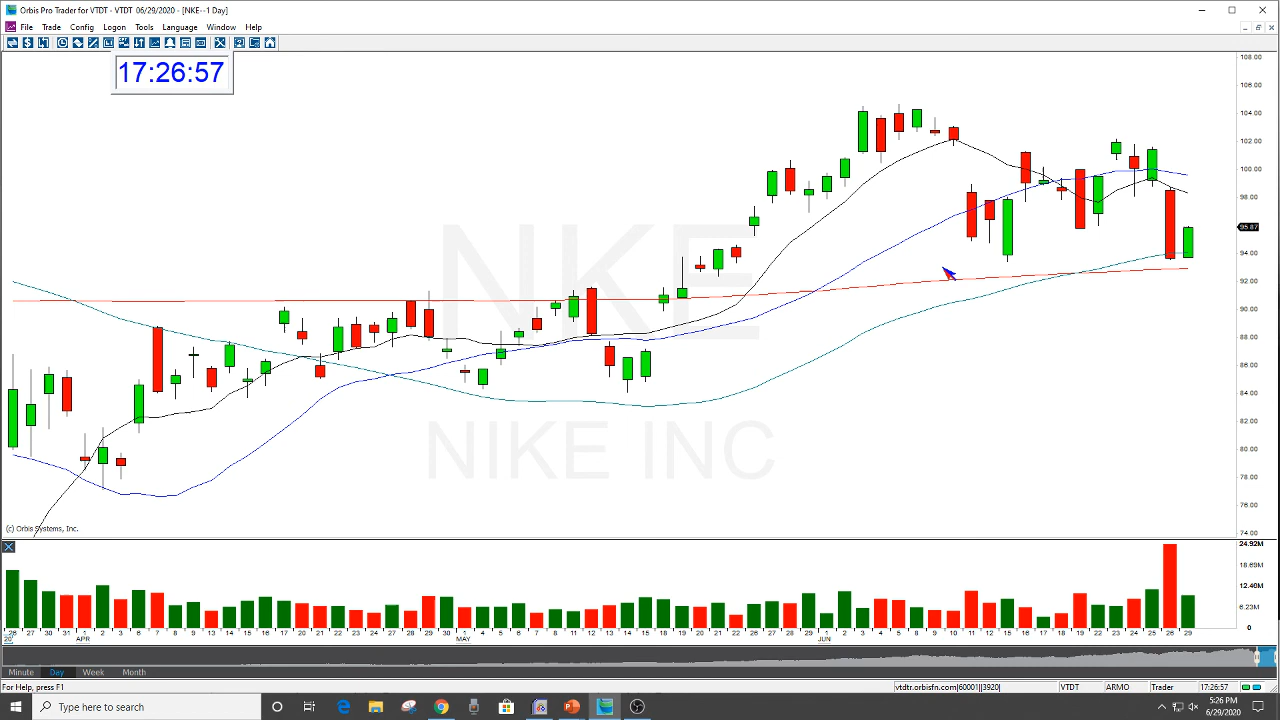 Orbis Pro Trader for VTDT - VTDT 06/29/2020 - [NKE--1 Day]
File Trade Config Logon Tools Language Window Help
17:26:57
108.00
106.00
104.00
102.00
100.00
98.00
95.87
94.00
92.00
90.00
88.00
86.00
84.00
82.00
80.00
78.00
76.00
74.00
NKE
NIKE INC
(c) Orbis Systems, Inc.
24.92M
18.69M
12.46M
6.23M
0
26 27 30 31 1 2 3 6 7 8 9 13 14 15 16 17 20 21 22 23 24 27 28 29 30 1 4 5 6 7 8 11 12 13 14 15 18 19 20 21 22 26 27 28 29 1 2 3 4 5 8 9 10 11 12 15 16 17 18 19 22 23 24 25 26 29
20 APR MAY JUN
Minute Day Week Month
For Help, press F1
vtdtr.orbisfn.com|60001||3920| VTDT ARMO Trader 17:26:57
Type here to search
5:26 PM
6/29/2020